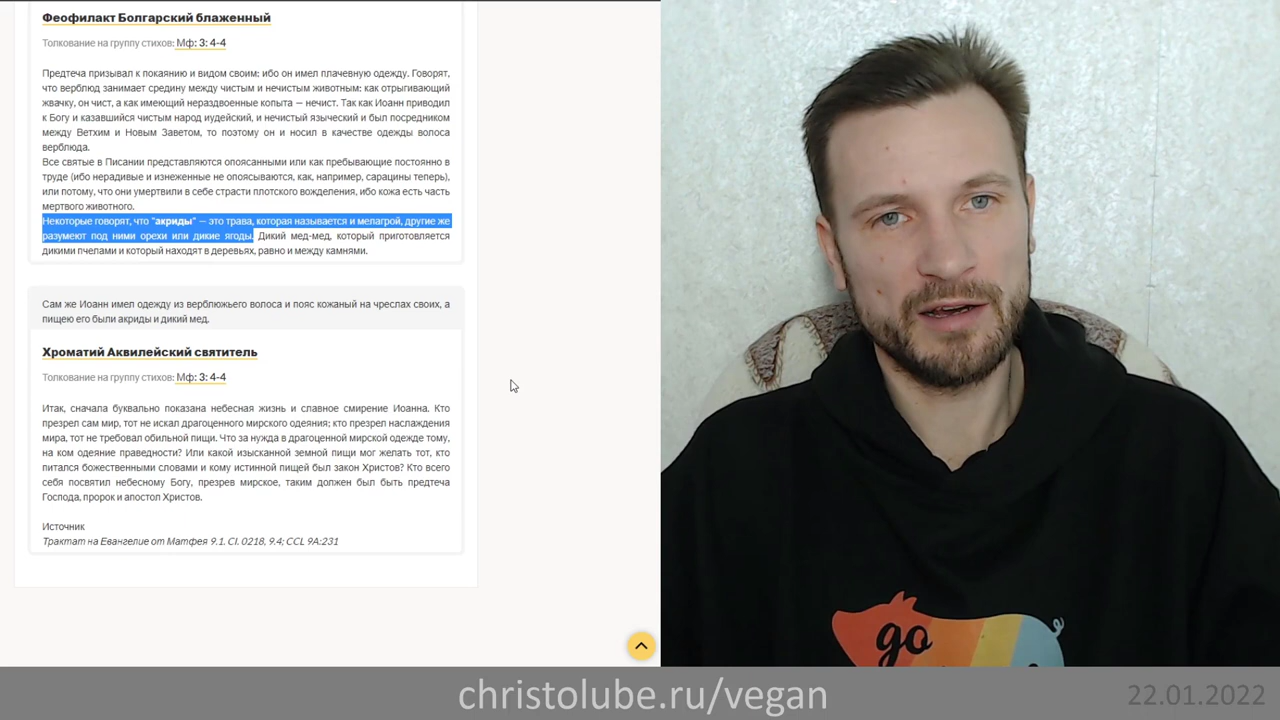 Феофилакт Болгарский блаженный
Толкование на группу стихов: Мф: 3: 4-4
Предтеча призывал к покаянию и видом своим: ибо он имел плачевную одежду. Говорят,
что верблюд занимает средину между чистым и нечистым животным: как отрыгивающий
жвачку, он чист, а как имеющий нераздвоенные копыта — нечист. Так как Иоанн приводил
к Богу и казавшийся чистым народ иудейский, и нечистый языческий и был посредником
между Ветхим и Новым Заветом, то поэтому он и носил в качестве одежды волоса
верблюда.
Все святые в Писании представляются опоясанными или как пребывающие постоянно в
труде (ибо нерадивые и изнеженные не опоясываются, как, например, сарацины теперь),
или потому, что они умертвили в себе страсти плотского вожделения, ибо кожа есть часть
мертвого животного.
Некоторые говорят, что "акриды" — это трава, которая называется и мелагрой, другие же
разумеют под ними орехи или дикие ягоды. Дикий мед-мед, который приготовляется
дикими пчелами и который находят в деревьях, равно и между камнями.
Сам же Иоанн имел одежду из верблюжьего волоса и пояс кожаный на чреслах своих, а
пищею его были акриды и дикий мед.
Хроматий Аквилейский святитель
Толкование на группу стихов: Мф: 3: 4-4
Итак, сначала буквально показана небесная жизнь и славное смирение Иоанна. Кто
презрел сам мир, тот не искал драгоценного мирского одеяния; кто презрел наслаждения
мира, тот не требовал обильной пищи. Что за нужда в драгоценной мирской одежде тому,
на ком одеяние праведности? Или какой изысканной земной пищи мог желать тот, кто
питался божественными словами и кому истинной пищей был закон Христов? Кто всего
себя посвятил небесному Богу, презрев мирское, таким должен был быть предтеча
Господа, пророк и апостол Христов.
Источник
Трактат на Евангелие от Матфея 9.1. Cl. 0218, 9.4; CCL 9A:231
go
christolube.ru/vegan
22.01.2022